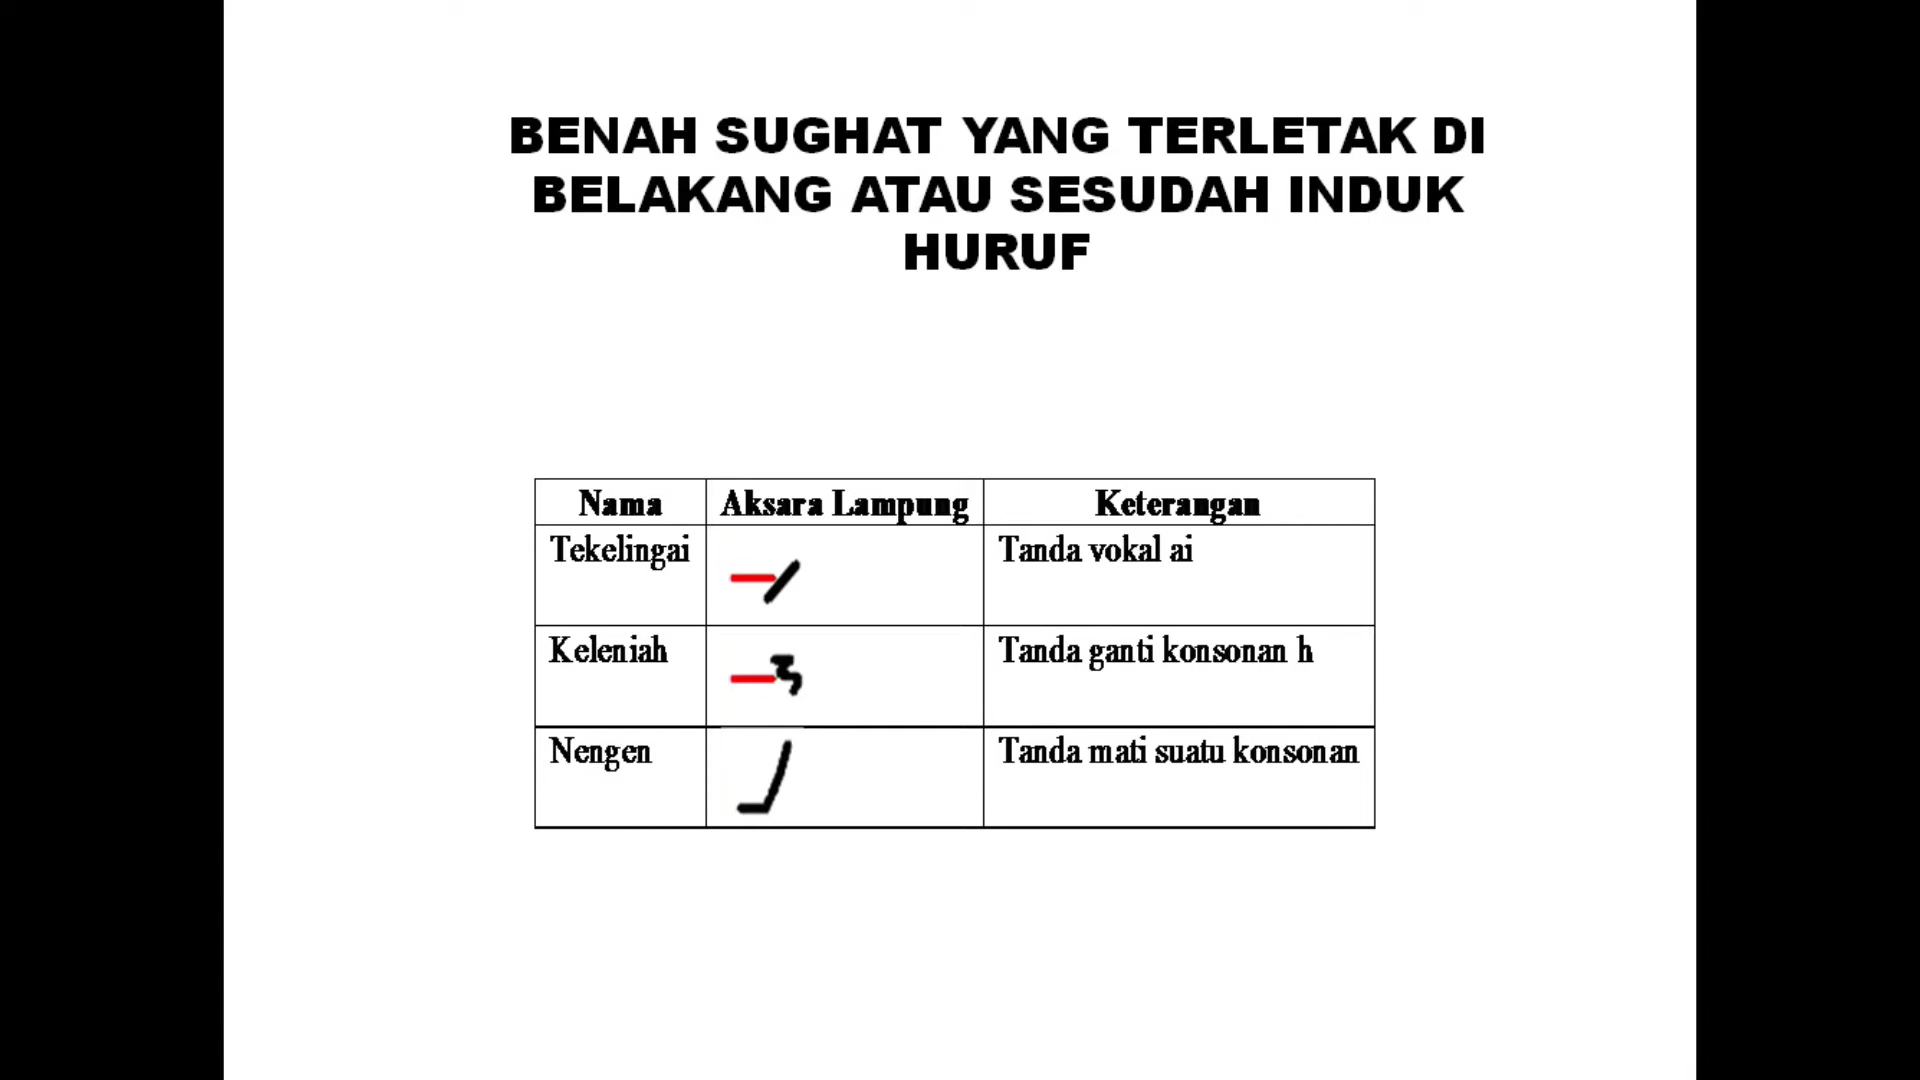 BENAH SUGHAT YANG TERLETAK DI
BELAKANG ATAU SESUDAH INDUK
HURUF
Nama Aksara Lampung Keterangan
Tekelingai Tanda vokal ai
Keleniah Tanda ganti konsonan h
Nengen Tanda mati suatu konsonan